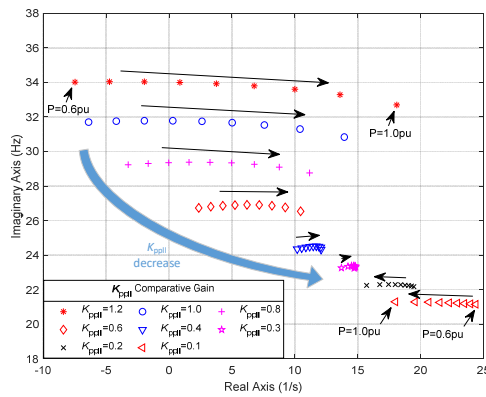 38
36
34
32
30
28
26
24
22
20
18
Imaginary Axis (Hz)
P=0.6pu
P=1.0pu
Kppll
decrease
Kppll Comparative Gain
Kppll=1.2 Kppll=1.0 Kppll=0.8
Kppll=0.6 Kppll=0.4 Kppll=0.3
Kppll=0.2 Kppll=0.1
P=1.0pu P=0.6pu
-10 -5 0 5 10 15 20 25
Real Axis (1/s)